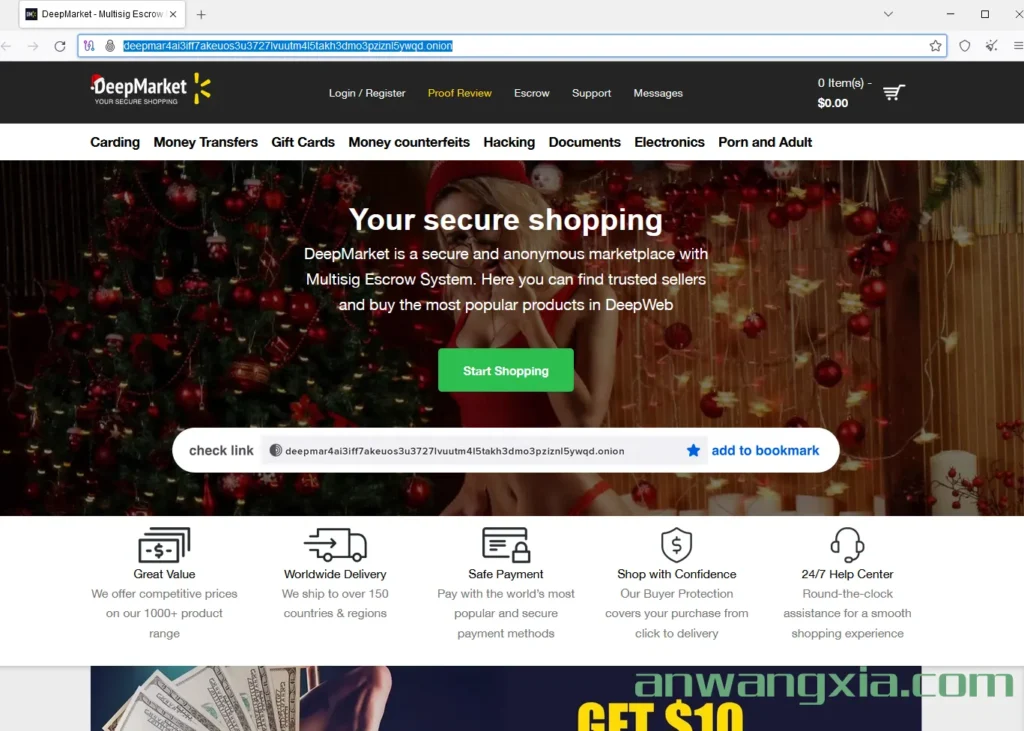 DeepMarket - Multisig Escrow
deepmar4ai3iff7akeuos3u3727lvuutm4l5takh3dmo3pziznl5ywqd.onion
DeepMarket
YOUR SECURE SHOPPING
Login / Register
Proof Review
Escrow
Support
Messages
0 Item(s) -
$0.00
Carding
Money Transfers
Gift Cards
Money counterfeits
Hacking
Documents
Electronics
Porn and Adult
Your secure shopping
DeepMarket is a secure and anonymous marketplace with
Multisig Escrow System. Here you can find trusted sellers
and buy the most popular products in DeepWeb
Start Shopping
check link
deepmar4ai3iff7akeuos3u3727lvuutm4l5takh3dmo3pziznl5ywqd.onion
add to bookmark
Great Value
We offer competitive prices
on our 1000+ product
range
Worldwide Delivery
We ship to over 150
countries & regions
Safe Payment
Pay with the world's most
popular and secure
payment methods
Shop with Confidence
Our Buyer Protection
covers your purchase from
click to delivery
24/7 Help Center
Round-the-clock
assistance for a smooth
shopping experience
anwangxia.com
GET $10